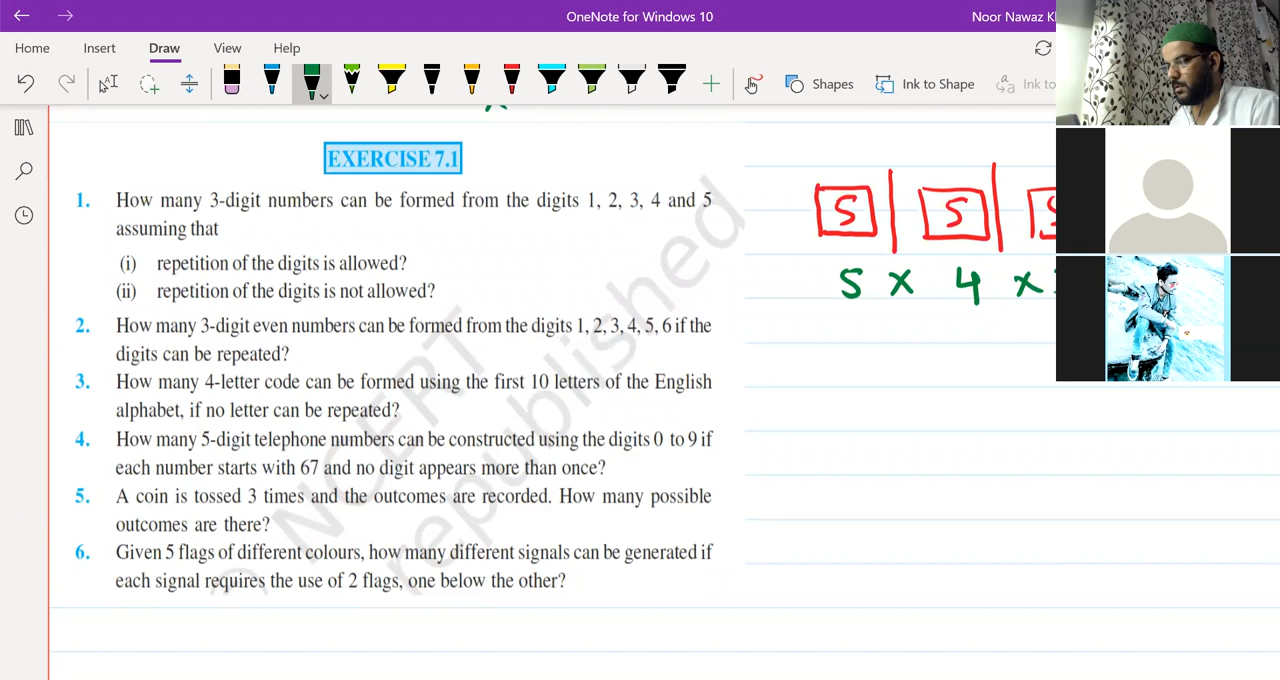 OneNote for Windows 10
Noor Nawaz
Home Insert Draw View Help
Shapes Ink to Shape Ink to
EXERCISE 7.1
1. How many 3-digit numbers can be formed from the digits 1, 2, 3, 4 and 5
assuming that
(i) repetition of the digits is allowed?
(ii) repetition of the digits is not allowed?
2. How many 3-digit even numbers can be formed from the digits 1, 2, 3, 4, 5, 6 if the
digits can be repeated?
3. How many 4-letter code can be formed using the first 10 letters of the English
alphabet, if no letter can be repeated?
4. How many 5-digit telephone numbers can be constructed using the digits 0 to 9 if
each number starts with 67 and no digit appears more than once?
5. A coin is tossed 3 times and the outcomes are recorded. How many possible
outcomes are there?
6. Given 5 flags of different colours, how many different signals can be generated if
each signal requires the use of 2 flags, one below the other?
NCERT
republished
5 5
5 × 4 ×